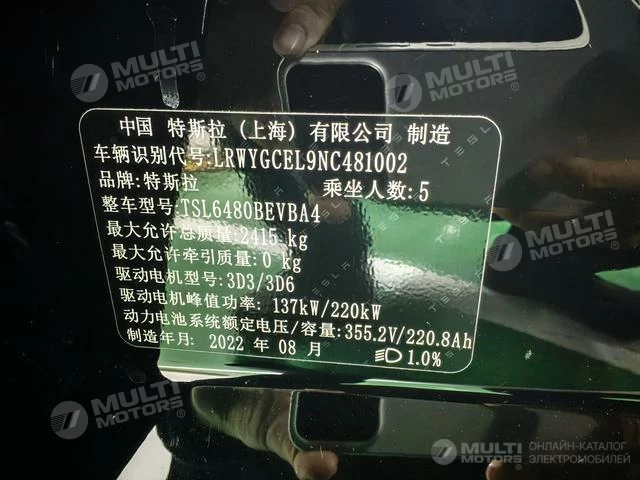 MULTI MOTORS
MULTI MOTORS
中国 特斯拉（上海）有限公司 制造
车辆识别代号:LRWYGCEL9NC481002
品牌:特斯拉 乘坐人数:5
整车型号:TSL6480BEVBA4
最大允许总质量:2415 kg
最大允许牵引质量:0 kg
驱动电机型号:3D3/3D6
驱动电机峰值功率: 137kW/220kW
动力电池系统额定电压/容量:355.2V/220.8Ah
制造年月: 2022 年 08 月 1.0%
MULTI MOTORS
MULTI MOTORS
MULTI MOTORS
ОНЛАЙН-КАТАЛОГ
ЭЛЕКТРОМОБИЛЕЙ